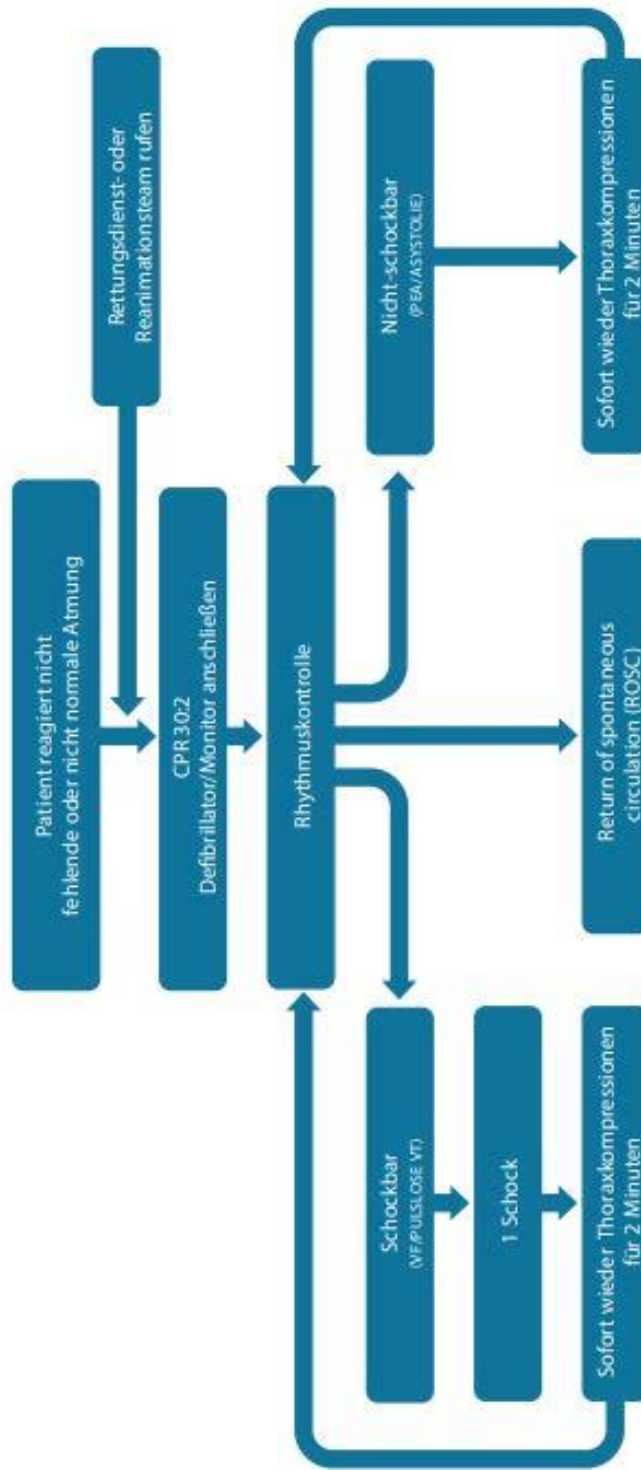 Patient reagiert nicht
fehlende oder nicht normale Atmung
Rettungsdienst- oder
Reanimationsteam rufen
CPR 30:2
Defibrillator/Monitor anschließen
Rhythmuskontrolle
Schockbar
(VF/PULSLOSE VT)
Nicht-schockbar
(PEA/ASYSTOLIE)
1 Schock
Sofort wieder Thoraxkompressionen
für 2 Minuten
Return of spontaneous
circulation (ROSC)
Sofort wieder Thoraxkompressionen
für 2 Minuten